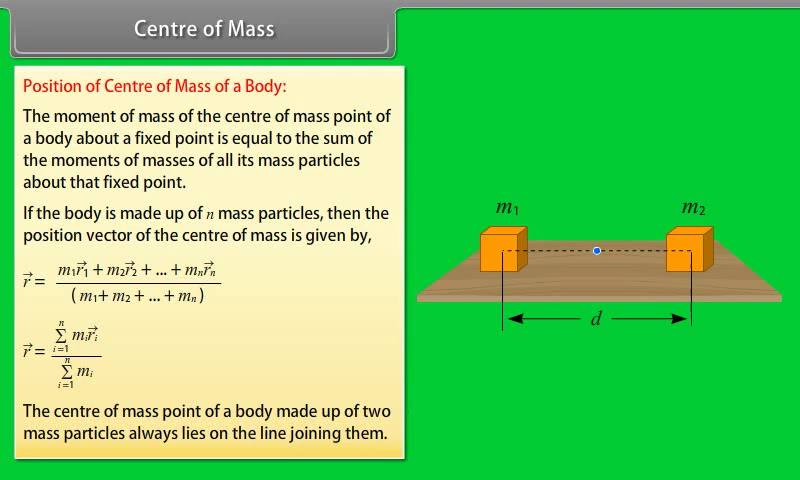 Centre of Mass
Position of Centre of Mass of a Body:
The moment of mass of the centre of mass point of
a body about a fixed point is equal to the sum of
the moments of masses of all its mass particles
about that fixed point.
If the body is made up of n mass particles, then the
position vector of the centre of mass is given by,
r⃗ = (m₁r⃗₁ + m₂r⃗₂ + ... + mₙr⃗ₙ) / (m₁ + m₂ + ... + mₙ)
r⃗ = (ⁿΣᵢ₌₁ mᵢr⃗ᵢ) / (ⁿΣᵢ₌₁ mᵢ)
The centre of mass point of a body made up of two
mass particles always lies on the line joining them.
m₁ m₂
d